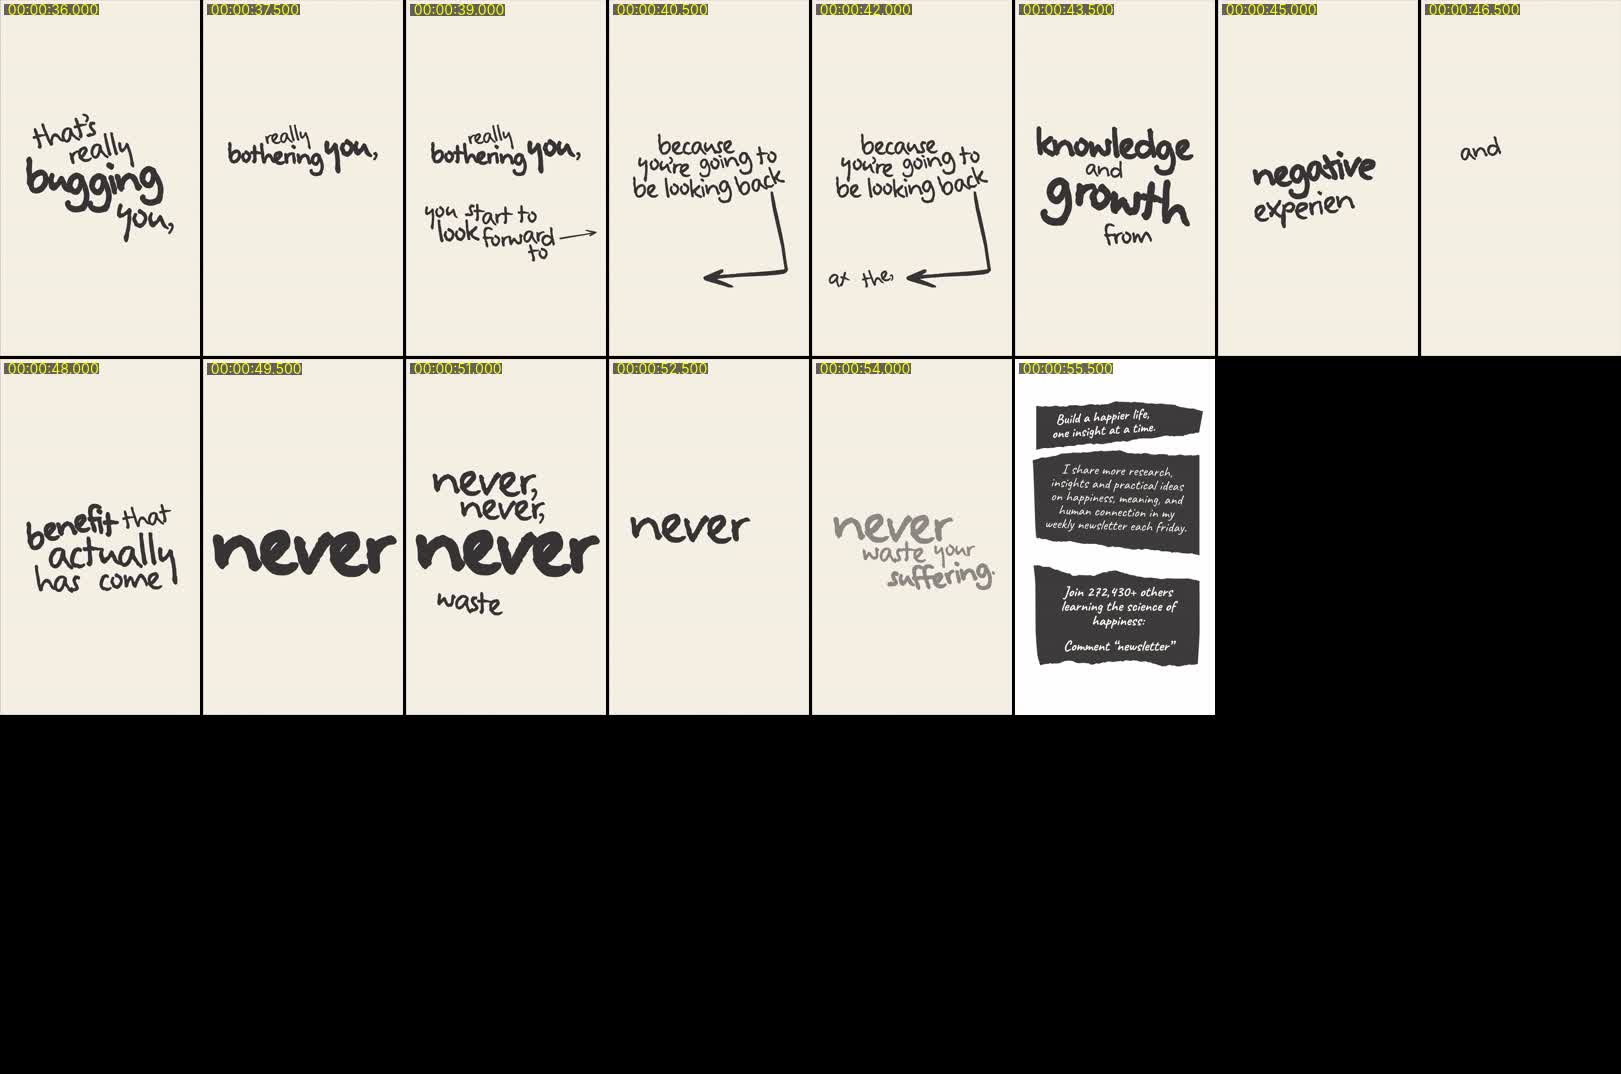 00:00:36.000
that's
really
bugging
you,
00:00:37.500
really
bothering you,
00:00:39.000
really
bothering you,
you start to
look forward
to
00:00:40.500
because
you're going to
be looking back
00:00:42.000
because
you're going to
be looking back
at the
00:00:43.500
knowledge
and
growth
from
00:00:45.000
negative
experien
00:00:46.500
and
00:00:48.000
benefit that
actually
has come
00:00:49.500
never
00:00:51.000
never,
never,
never
waste
00:00:52.500
never
00:00:54.000
never
waste your
suffering.
00:00:55.500
Build a happier life,
one insight at a time.
I share more research,
insights and practical ideas
on happiness, meaning, and
human connection in my
weekly newsletter each friday.
Join 272,430+ others
learning the science of
happiness:
Comment "newsletter"